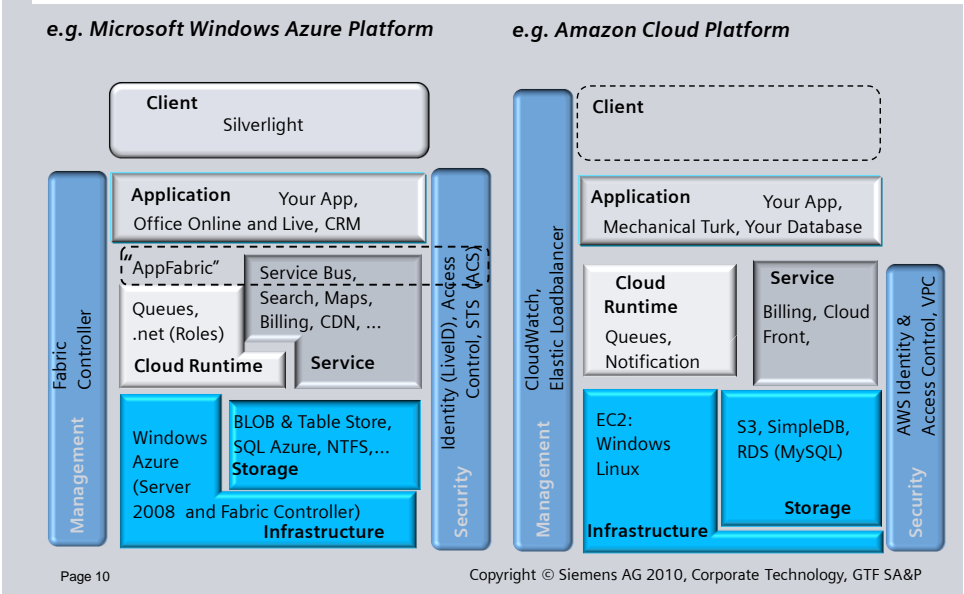 e.g. Microsoft Windows Azure Platform
Client
Silverlight
Fabric
Controller
Management
Application Your App,
Office Online and Live, CRM
"AppFabric"
Service Bus,
Search, Maps,
Billing, CDN, ...
Service
Queues,
.net (Roles)
Cloud Runtime
Windows
Azure
(Server
2008 and Fabric Controller)
Infrastructure
BLOB & Table Store,
SQL Azure, NTFS,...
Storage
Identity (LiveID), Access
Control, STS (ACS)
Security
e.g. Amazon Cloud Platform
CloudWatch,
Elastic Loadbalancer
Management
Client
Application Your App,
Mechanical Turk, Your Database
Cloud
Runtime
Queues,
Notification
Service
Billing, Cloud
Front,
EC2:
Windows
Linux
Infrastructure
S3, SimpleDB,
RDS (MySQL)
Storage
AWS Identity &
Access Control, VPC
Security
Page 10
Copyright © Siemens AG 2010, Corporate Technology, GTF SA&P